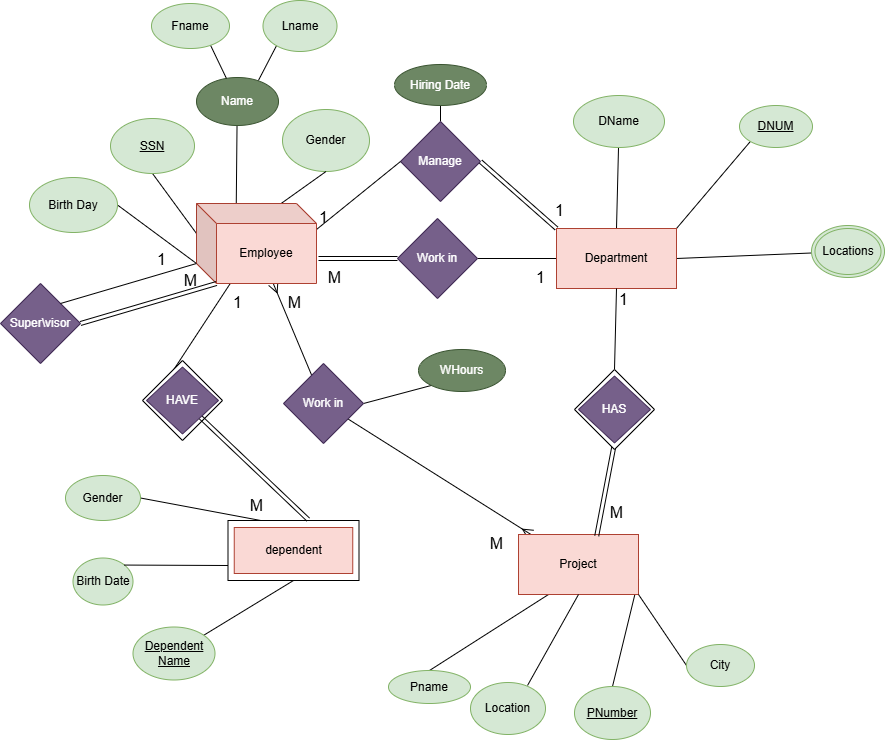 Fname
Lname
Hiring Date
Name
DName
DNUM
SSN
Gender
Manage
Birth Day
1
1
Employee
Work in
Department
Locations
1
M
M
1
1
M
1
Super\visor
WHours
HAVE
Work in
HAS
Gender
M
M
M
dependent
Project
Birth Date
Dependent
Name
Pname
Location
PNumber
City